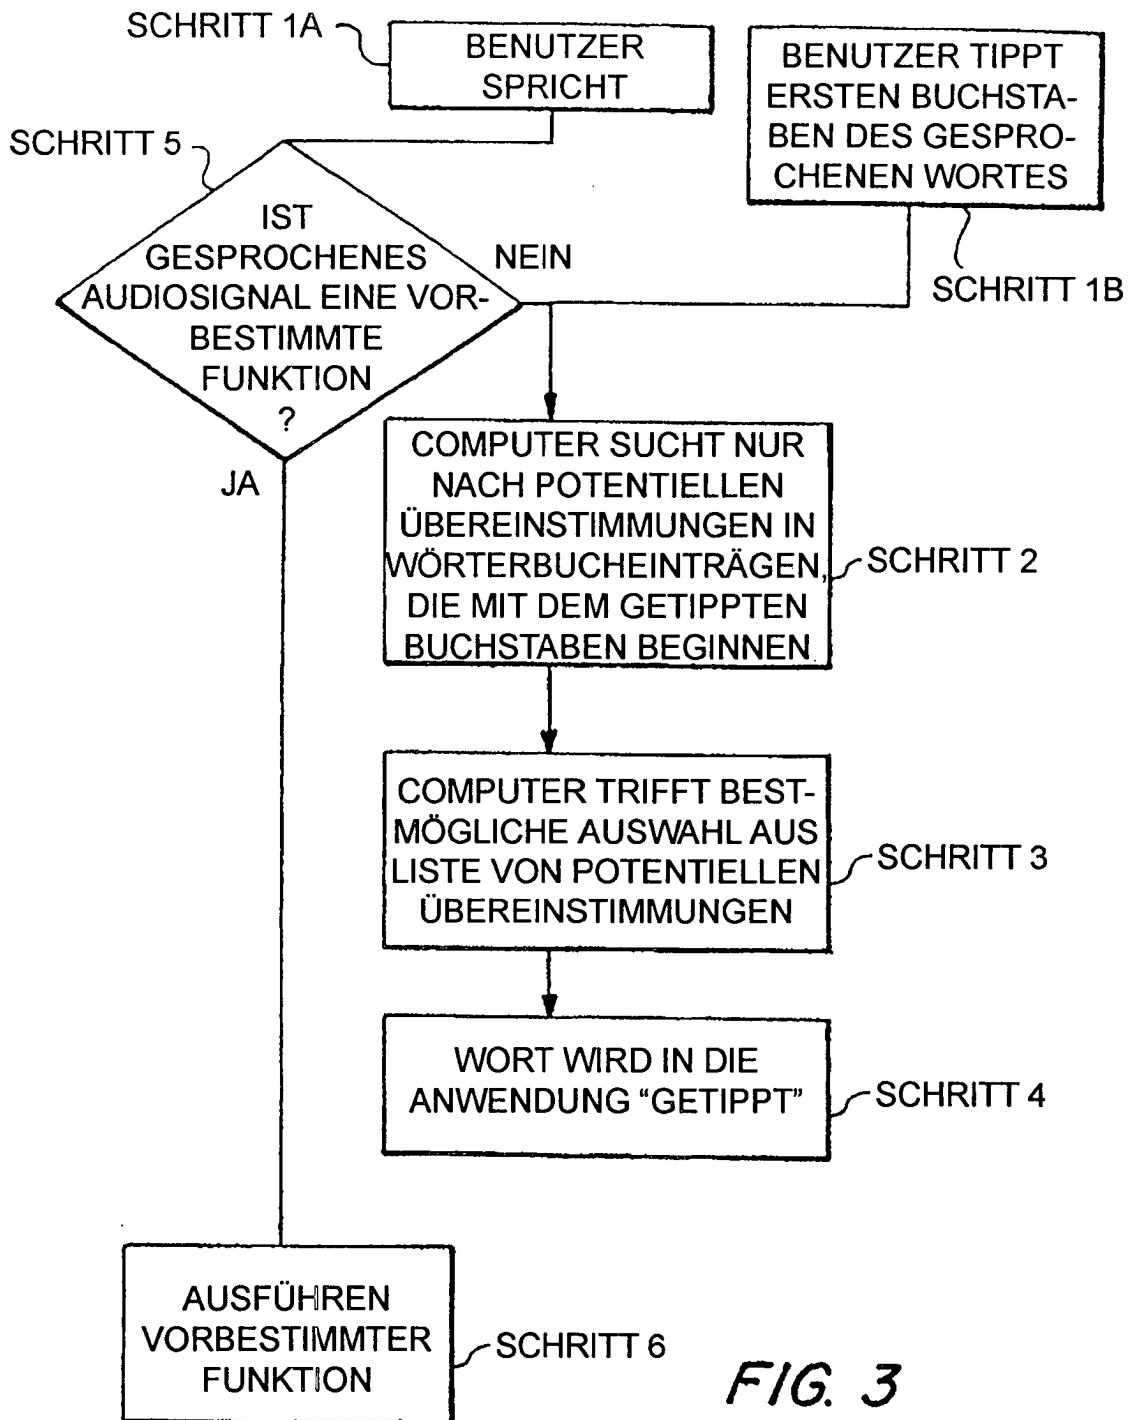 SCHRITT 1A
BENUTZER
SPRICHT
BENUTZER TIPPT
ERSTEN BUCHSTA-
BEN DES GESPRO-
CHENEN WORTES
SCHRITT 1B
SCHRITT 5
IST
GESPROCHENES
AUDIOSIGNAL EINE VOR-
BESTIMMTE
FUNKTION
?
NEIN
JA
COMPUTER SUCHT NUR
NACH POTENTIELLEN
ÜBEREINSTIMMUNGEN IN
WÖRTERBUCHEINTRÄGEN,
DIE MIT DEM GETIPPTEN
BUCHSTABEN BEGINNEN
SCHRITT 2
COMPUTER TRIFFT BEST-
MÖGLICHE AUSWAHL AUS
LISTE VON POTENTIELLEN
ÜBEREINSTIMMUNGEN
SCHRITT 3
WORT WIRD IN DIE
ANWENDUNG “GETIPPT”
SCHRITT 4
AUSFÜHREN
VORBESTIMMTER
FUNKTION
SCHRITT 6
FIG. 3